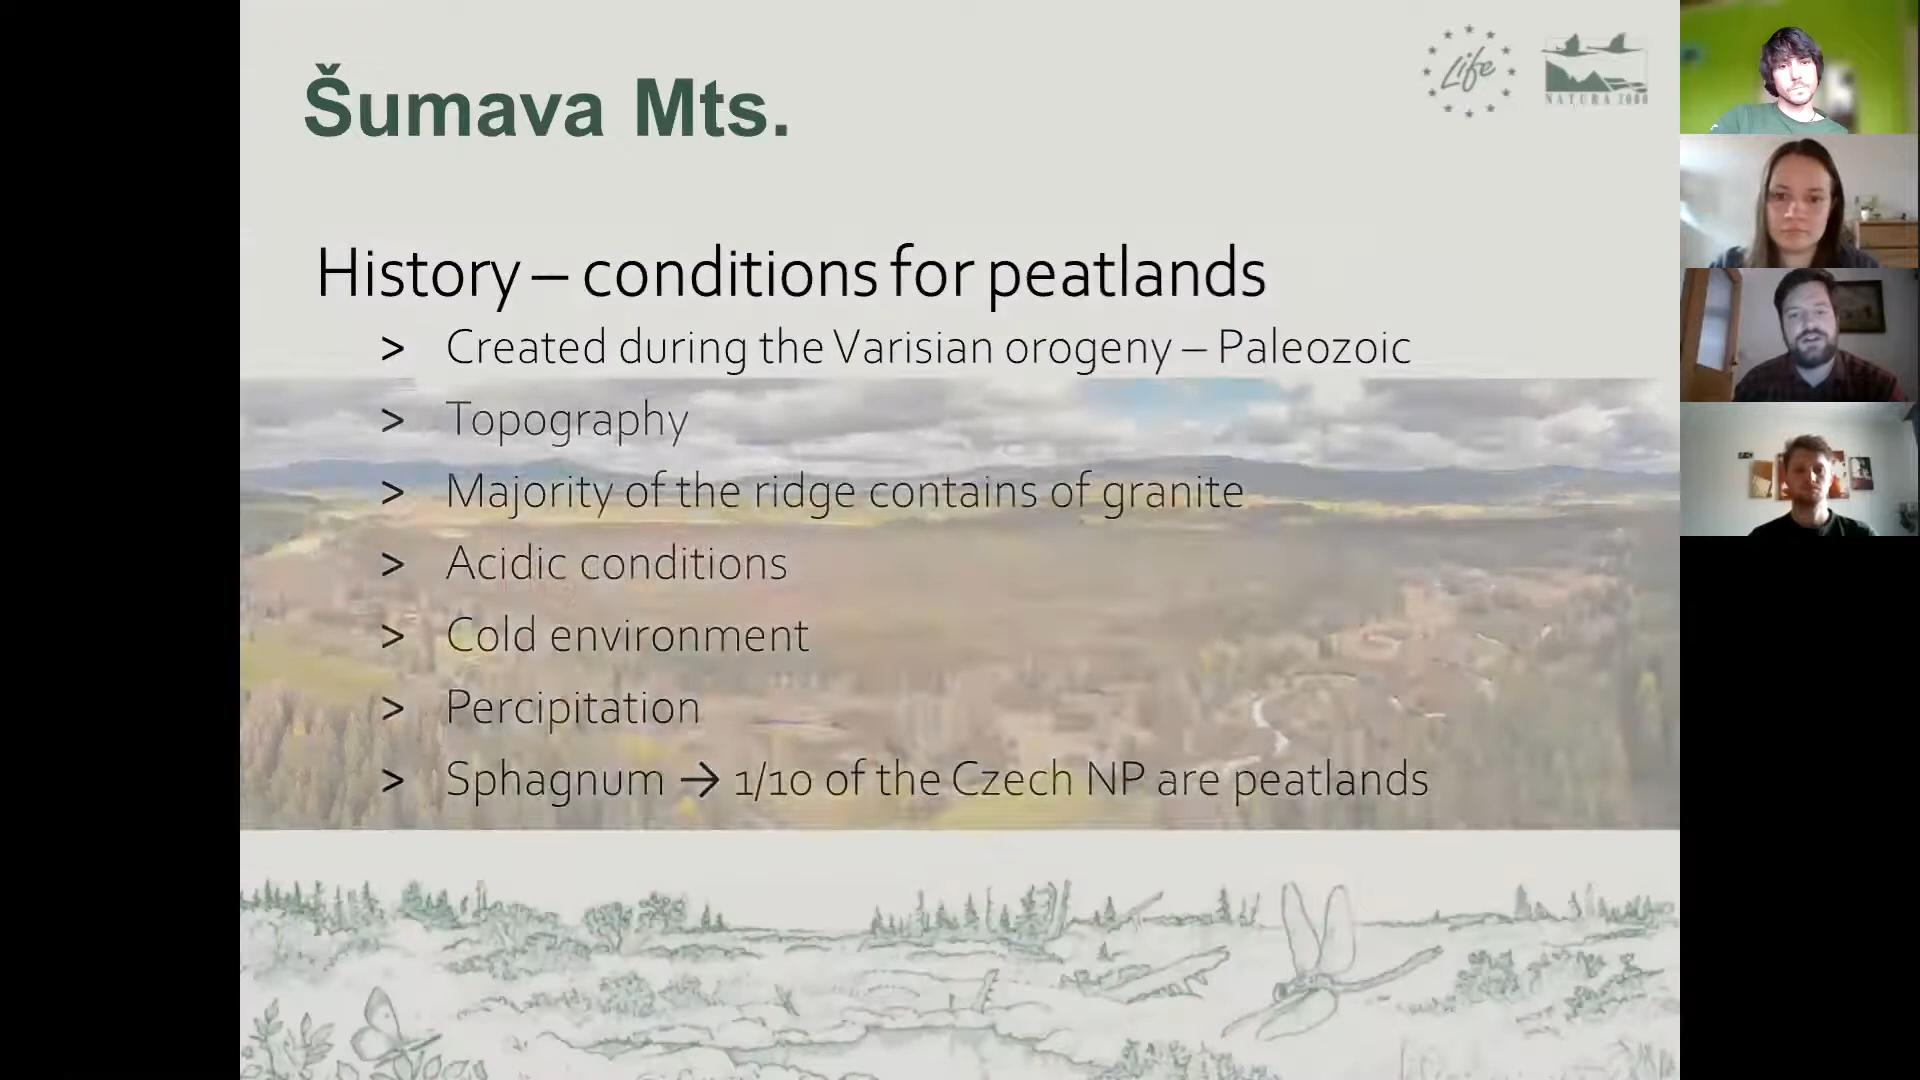 Šumava Mts.
Life
NATURA 2000
History – conditions for peatlands
> Created during the Varisian orogeny – Paleozoic
> Topography
> Majority of the ridge contains of granite
> Acidic conditions
> Cold environment
> Percipitation
> Sphagnum → 1/10 of the Czech NP are peatlands